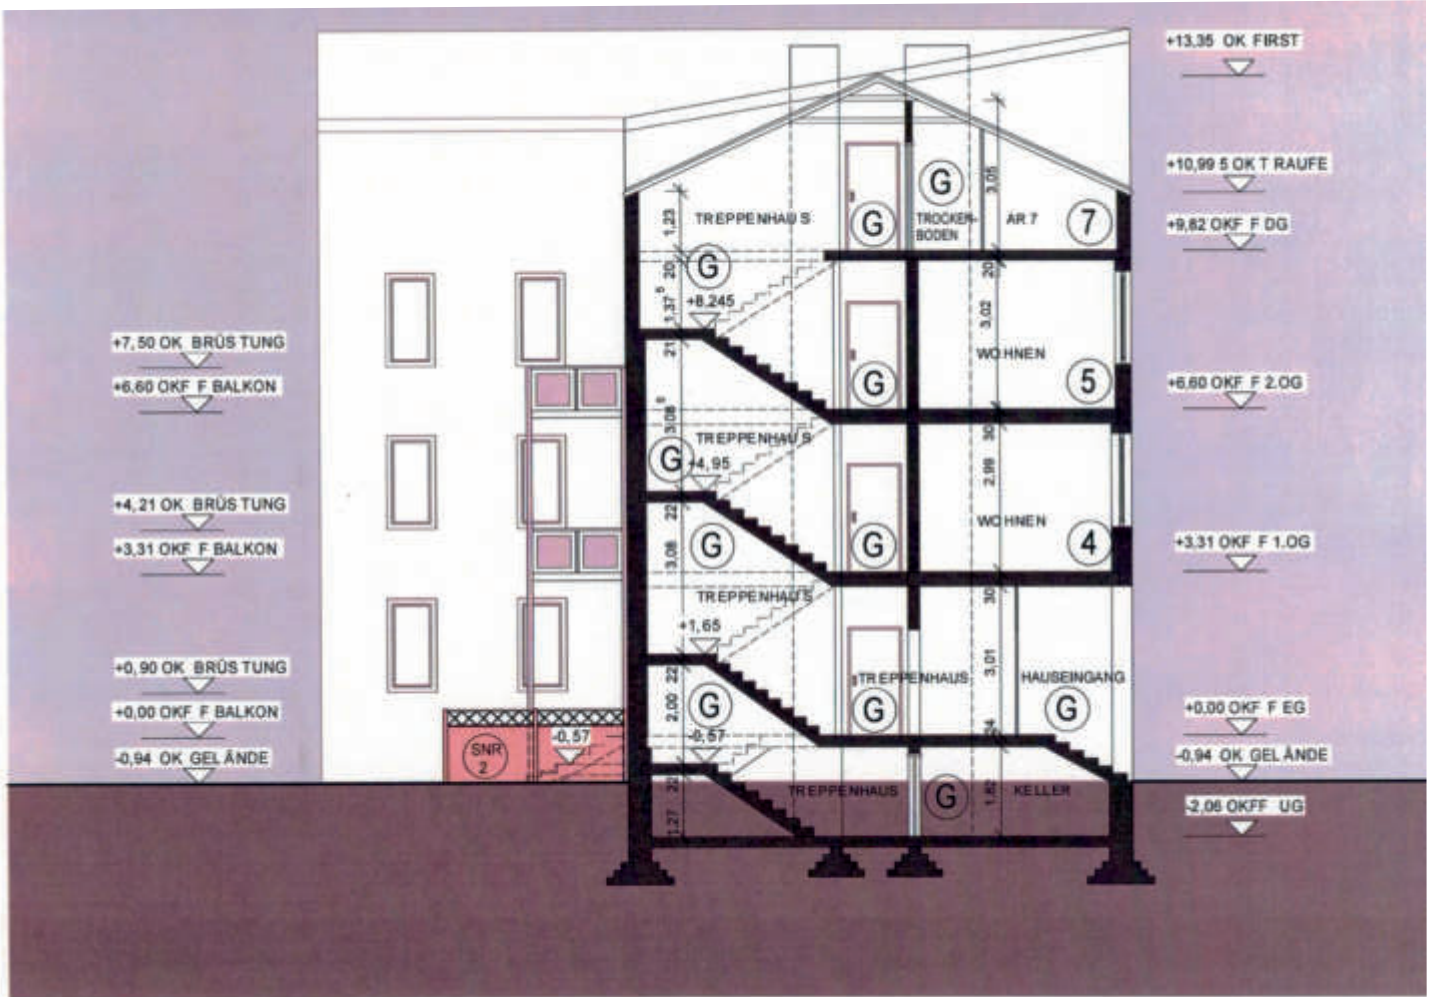 +13,35 OK FIRST
+10,99 5 OK T RAUFE
+9,82 OKF F DG
+6,60 OKF F 2.OG
+3,31 OKF F 1.OG
+0,00 OKF F EG
-0,94 OK GELÄNDE
-2,06 OKFF UG
+7,50 OK BRÜSTUNG
+6,60 OKF F BALKON
+4,21 OK BRÜSTUNG
+3,31 OKF F BALKON
+0,90 OK BRÜSTUNG
+0,00 OKF F BALKON
-0,94 OK GELÄNDE
SNR
2
-0,57
1,23
TREPPENHAUS
G
G
TROCKEN-
BODEN
3,05
AR 7
7
20
G
1,37 5
+8.245
20
3,02
WOHNEN
21
G
5
3,08 5
TREPPENHAUS
30
G
+4,95
2,99
22
WOHNEN
G
G
4
3,08
TREPPENHAUS
30
+1,65
3,01
22
TREPPENHAUS
HAUSEINGANG
2,00
G
G
G
-0,57
24
22
TREPPENHAUS
G
1,82
KELLER
1,27